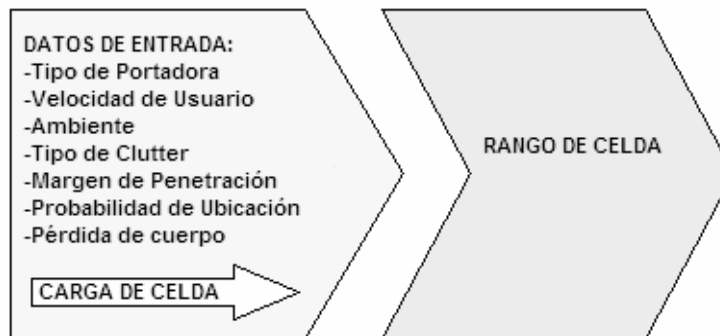 DATOS DE ENTRADA:
-Tipo de Portadora
-Velocidad de Usuario
-Ambiente
-Tipo de Clutter
-Margen de Penetración
-Probabilidad de Ubicación
-Pérdida de cuerpo
CARGA DE CELDA
RANGO DE CELDA